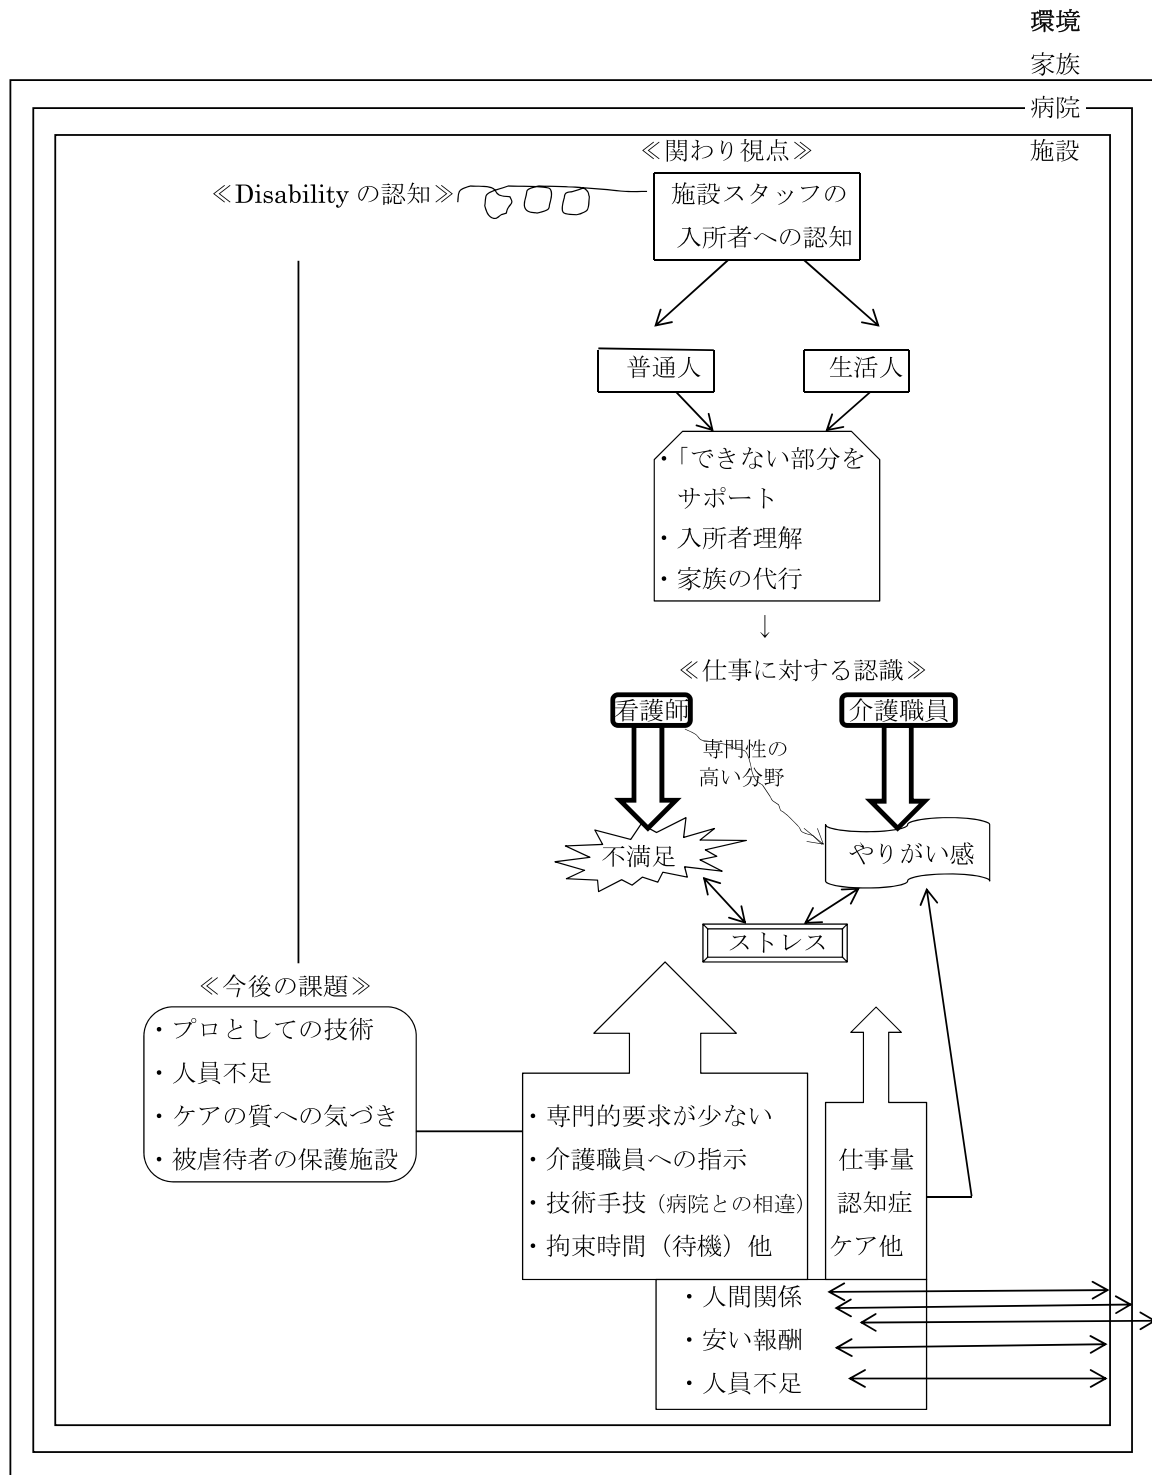 環境
家族
病院
施設
≪関わり視点≫
≪Disability の認知≫
施設スタッフの
入所者への認知
普通人
生活人
・「できない部分を
サポート
・入所者理解
・家族の代行
↓
≪仕事に対する認識≫
看護師
介護職員
専門性の
高い分野
不満足
やりがい感
ストレス
≪今後の課題≫
・プロとしての技術
・人員不足
・ケアの質への気づき
・被虐待者の保護施設
・専門的要求が少ない
・介護職員への指示
・技術手技（病院との相違）
・拘束時間（待機）他
仕事量
認知症
ケア他
・人間関係
・安い報酬
・人員不足